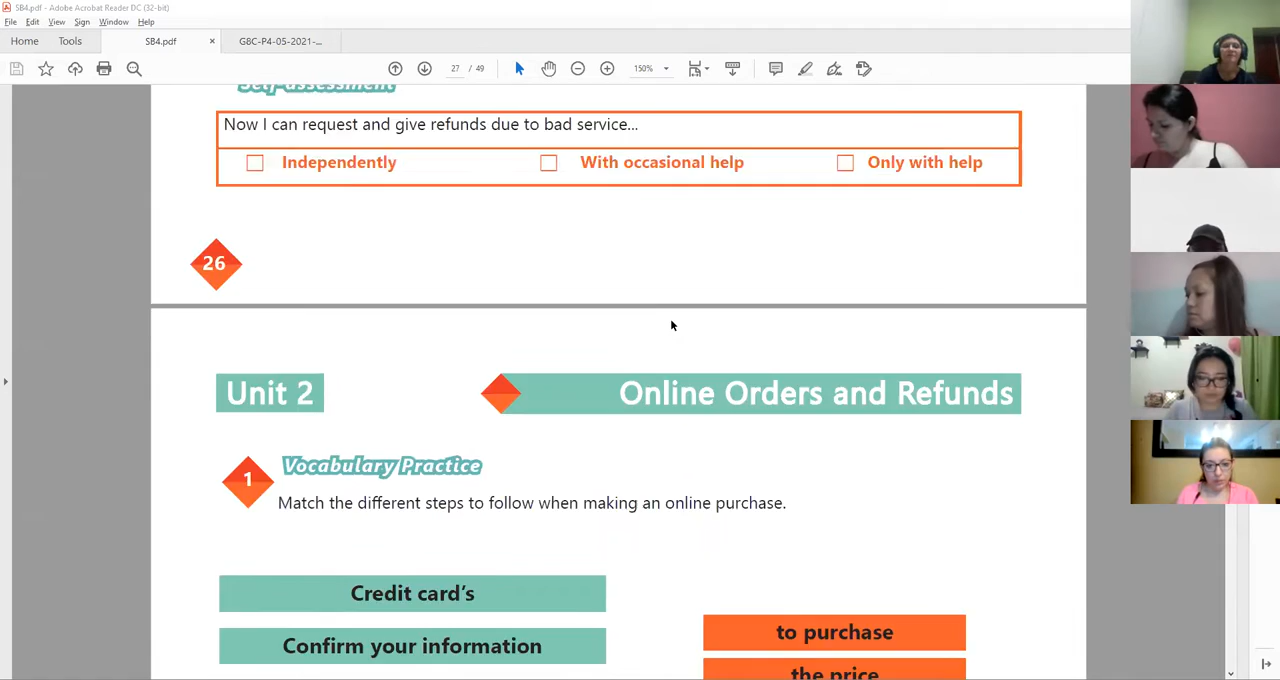 SB4.pdf - Adobe Acrobat Reader DC (32-bit)
File Edit View Sign Window Help
Home Tools SB4.pdf × GBC-P4-05-2021-...
27 / 49 150%
Self-assessment
Now I can request and give refunds due to bad service...
Independently With occasional help Only with help
26
Unit 2 Online Orders and Refunds
1 Vocabulary Practice
Match the different steps to follow when making an online purchase.
Credit card's
to purchase
Confirm your information
the price